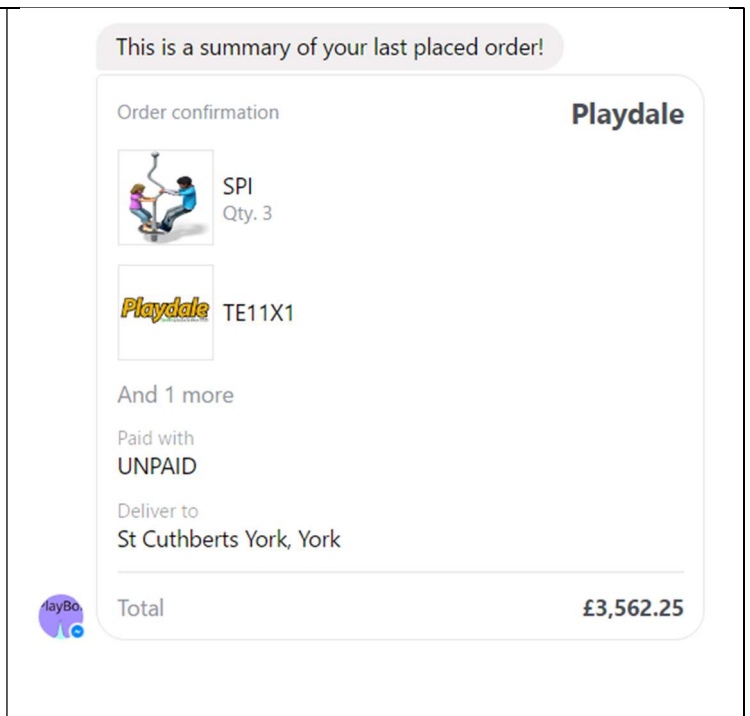 This is a summary of your last placed order!
Order confirmation
Playdale
SPI
Qty. 3
Playdale
TE11X1
And 1 more
Paid with
UNPAID
Deliver to
St Cuthberts York, York
Total
£3,562.25